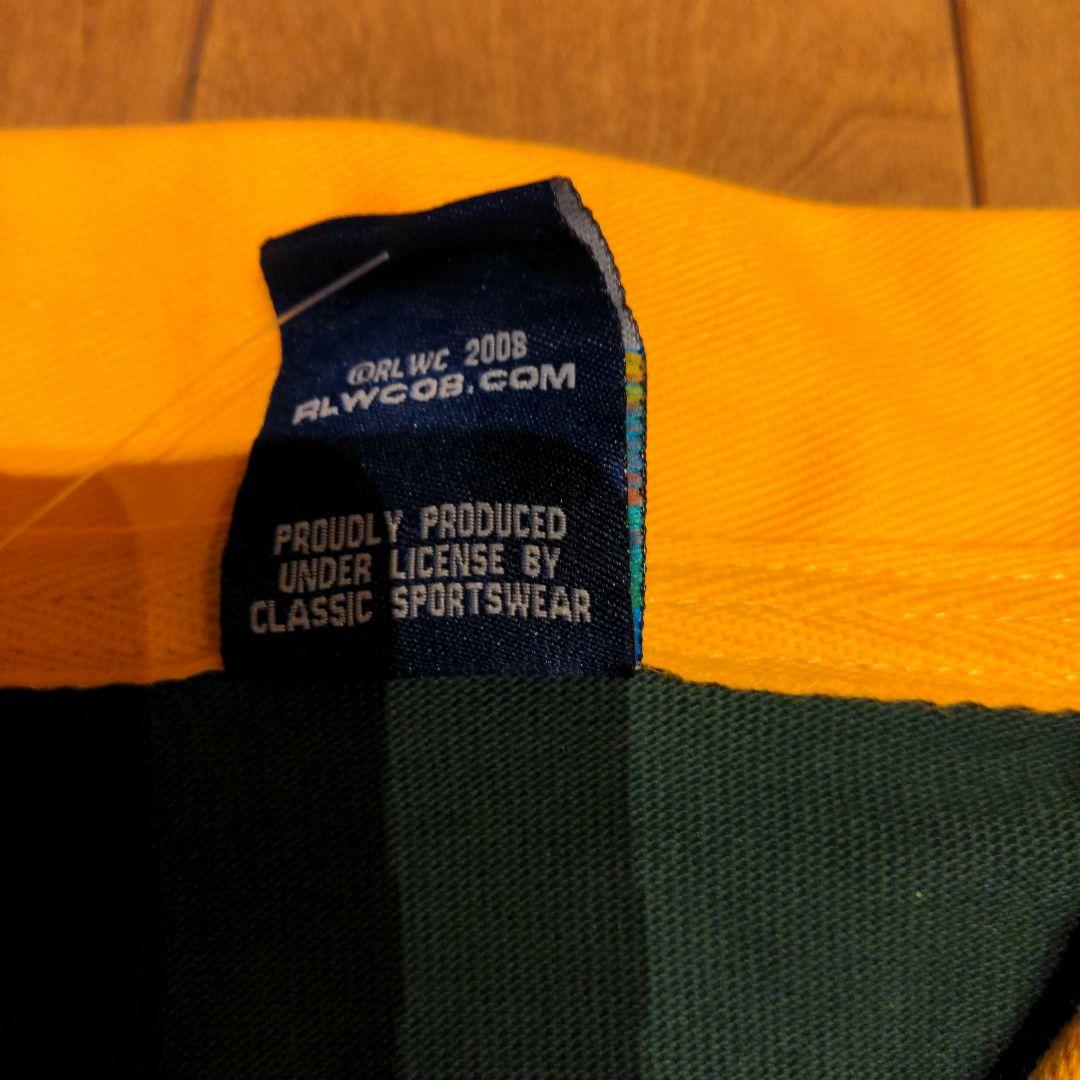 ©RLWC 2008
RLWC08.COM
PROUDLY PRODUCED
UNDER LICENSE BY
CLASSIC SPORTSWEAR